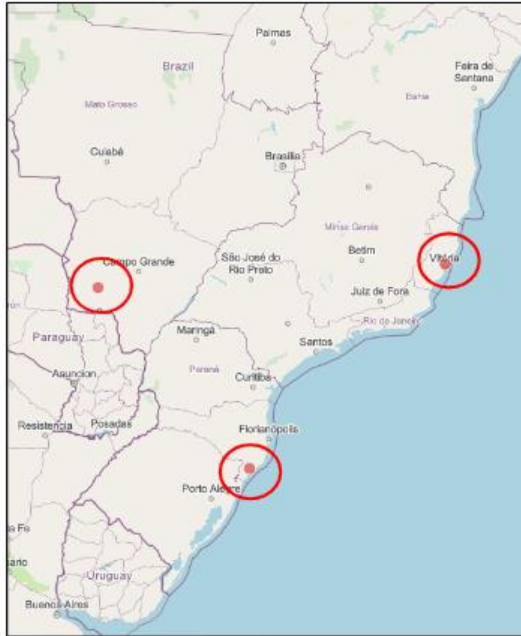 Palmas
Brazil
Feira de
Santana
Mato Grosso
Bahia
Cuiabá
Brasília
Minas Gerais
Campo Grande
São José do
Rio Preto
Betim
Vitória
Juiz de Fora
Rio de Janeiro
Paraguay
Maringá
Santos
Paraná
Asuncion
Curitiba
Resistencia
Posadas
Florianópolis
Porto Alegre
Uruguay
Buenos Aires